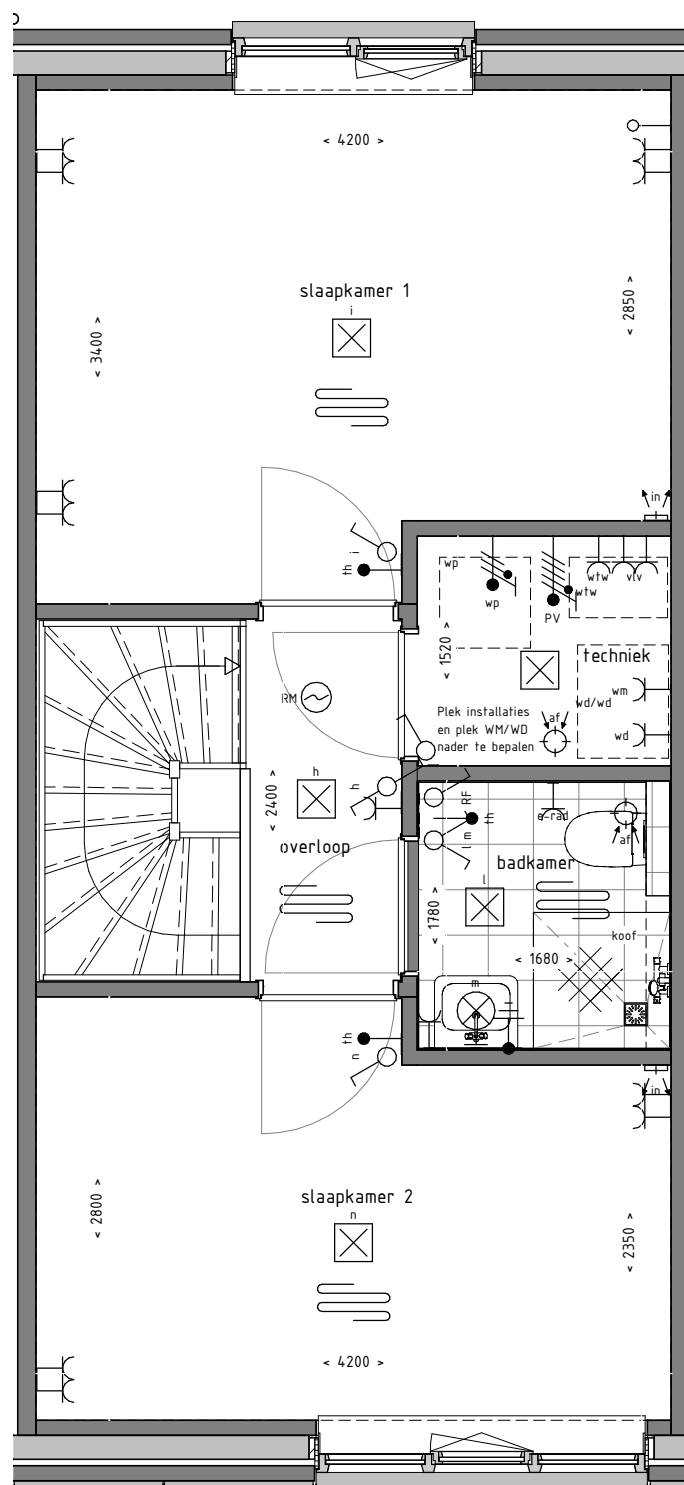 < 4200 >
slaapkamer 1
i
< 3400 >
< 2850 >
in
th
i
wp
wp
PV
wtw
wtw
vlv
< 1520 >
techniek
wm
wd/wd
wd
af
Plek installaties
en plek WM/WD
nader te bepalen
RM
h
< 2400 >
h
overloop
RF
th
l m
e-rad
af
badkamer
l
< 1780 >
< 1680 >
koof
m
th
n
in
slaapkamer 2
n
< 2800 >
< 2350 >
< 4200 >